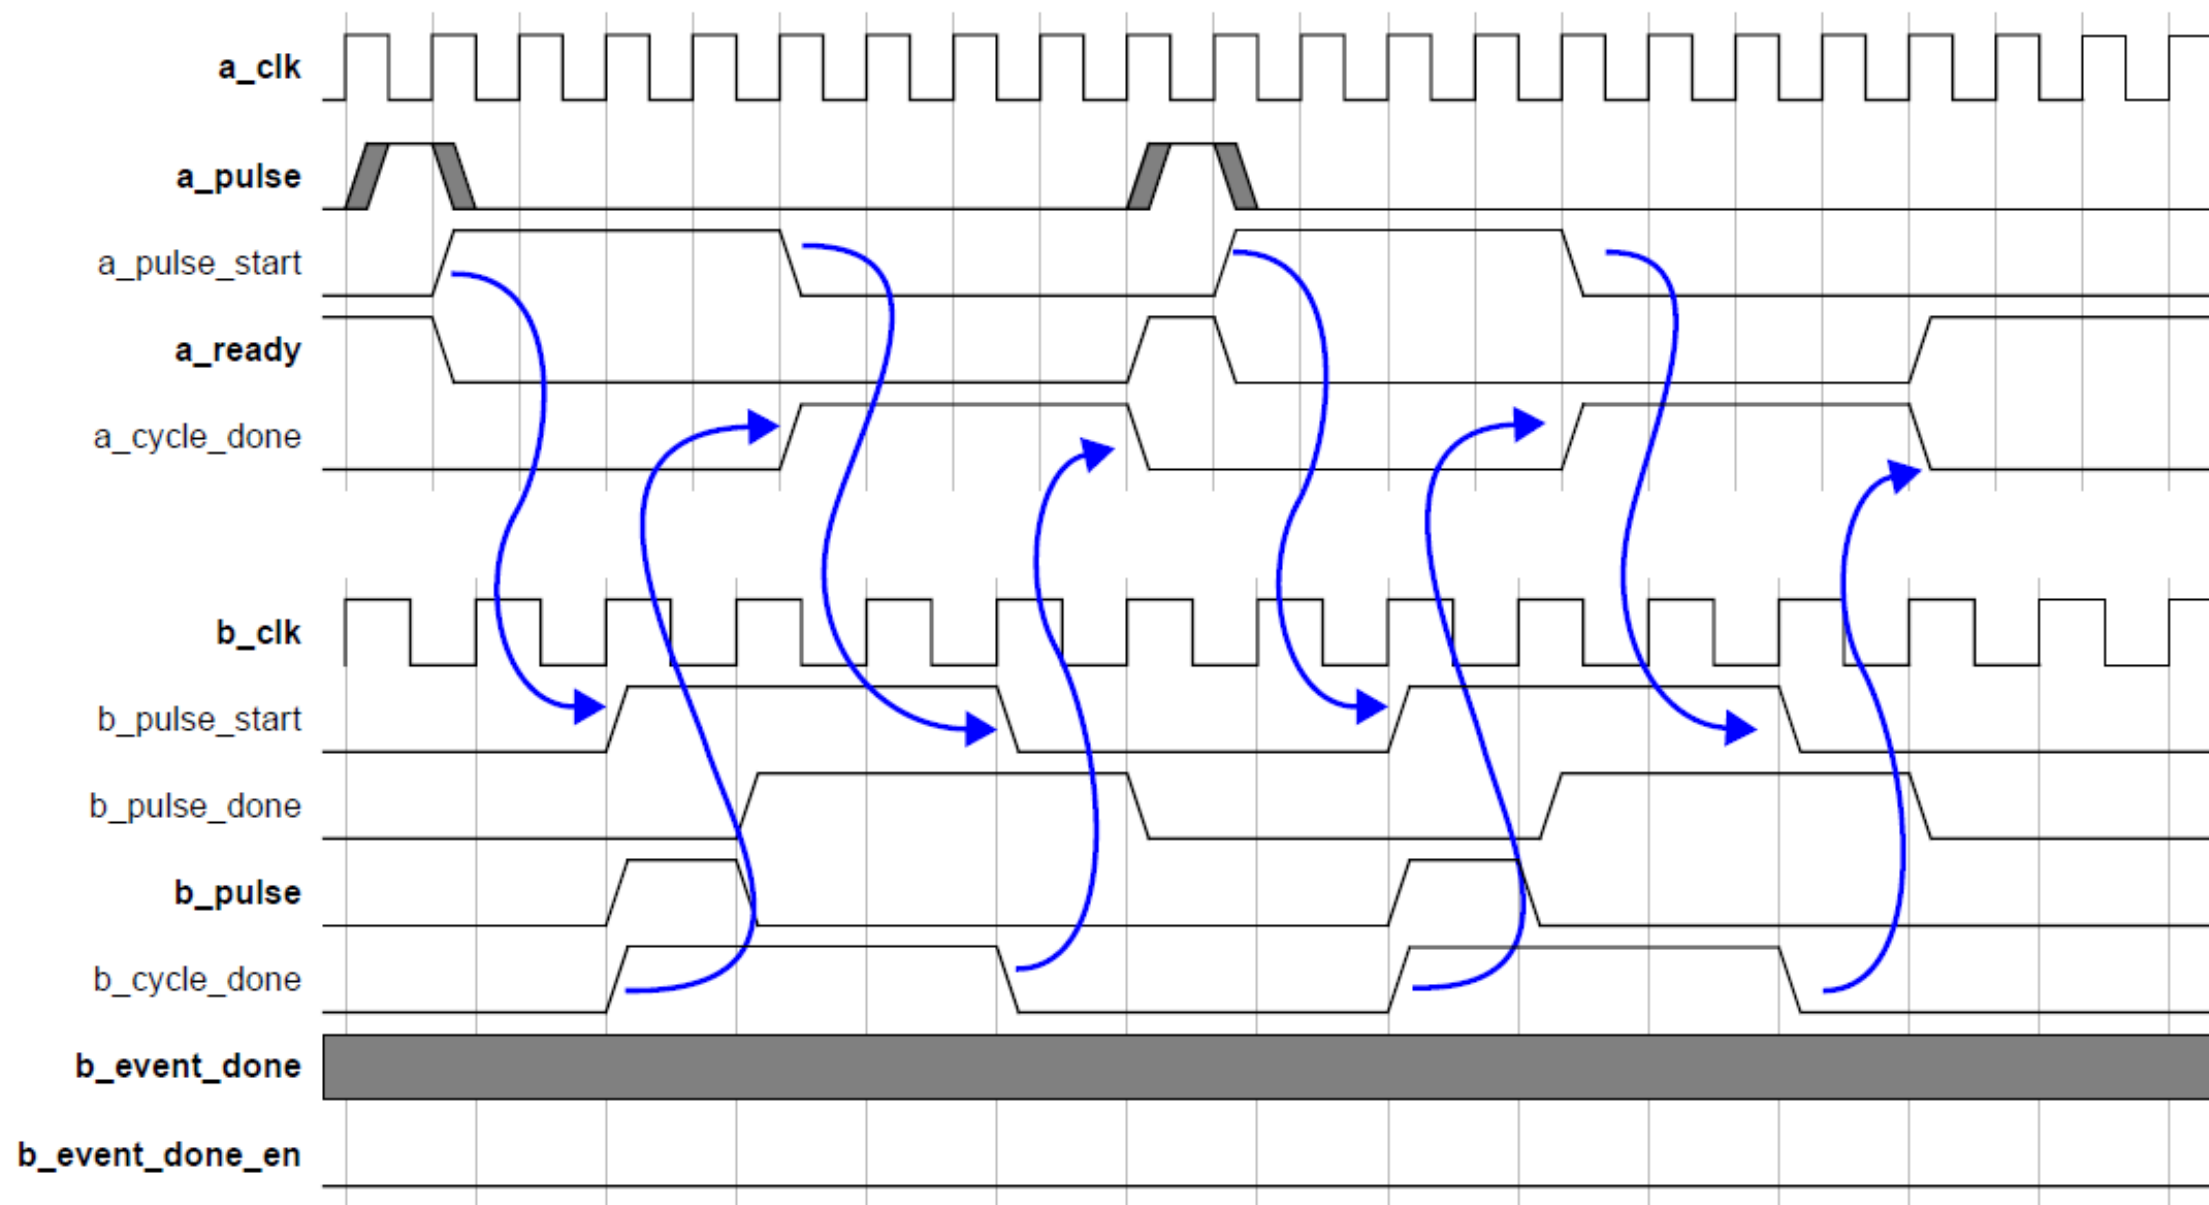 a_clk
a_pulse
a_pulse_start
a_ready
a_cycle_done
b_clk
b_pulse_start
b_pulse_done
b_pulse
b_cycle_done
b_event_done
b_event_done_en